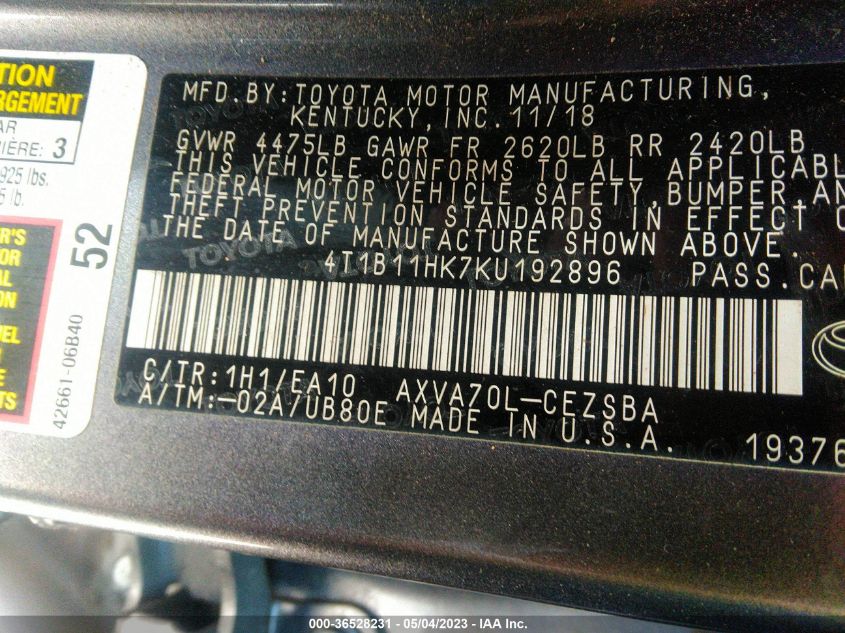 TION
RGEMENT
AR
IÈRE: 3
925 lbs.
5 lb.
ER'S
52
42661-06B40
MFD.BY:TOYOTA MOTOR MANUFACTURING,
KENTUCKY, INC. 11/18
GVWR 4475LB GAWR FR 2620LB RR 2420LB
THIS VEHICLE CONFORMS TO ALL APPLICABL
FEDERAL MOTOR VEHICLE SAFETY, BUMPER, AN
THEFT PREVENTION STANDARDS IN EFFECT O
THE DATE OF MANUFACTURE SHOWN ABOVE.
4T1B11HK7KU192896 PASS.CA
C/TR:1H1/EA10 AXVA70L-CEZSBA
A/TM:-02A/UB80E MADE IN U.S.A.
19376
000-36528231 - 05/04/2023 - IAA Inc.